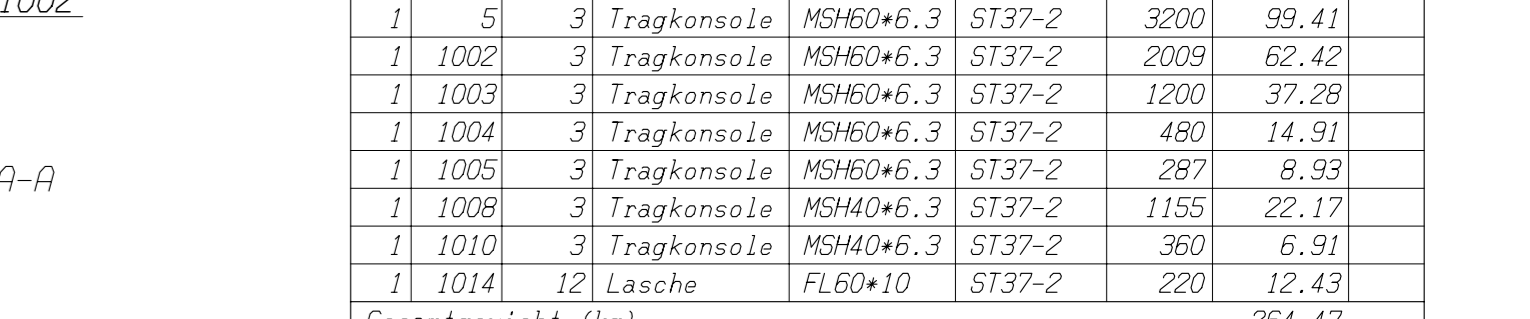 1002
1 5 3 Tragkonsole MSH60*6.3 ST37-2 3200 99.41
1 1002 3 Tragkonsole MSH60*6.3 ST37-2 2009 62.42
1 1003 3 Tragkonsole MSH60*6.3 ST37-2 1200 37.28
1 1004 3 Tragkonsole MSH60*6.3 ST37-2 480 14.91
A-A
1 1005 3 Tragkonsole MSH60*6.3 ST37-2 287 8.93
1 1008 3 Tragkonsole MSH40*6.3 ST37-2 1155 22.17
1 1010 3 Tragkonsole MSH40*6.3 ST37-2 360 6.91
1 1014 12 Lasche FL60*10 ST37-2 220 12.43
Gesamtgewicht (kg) 264.47